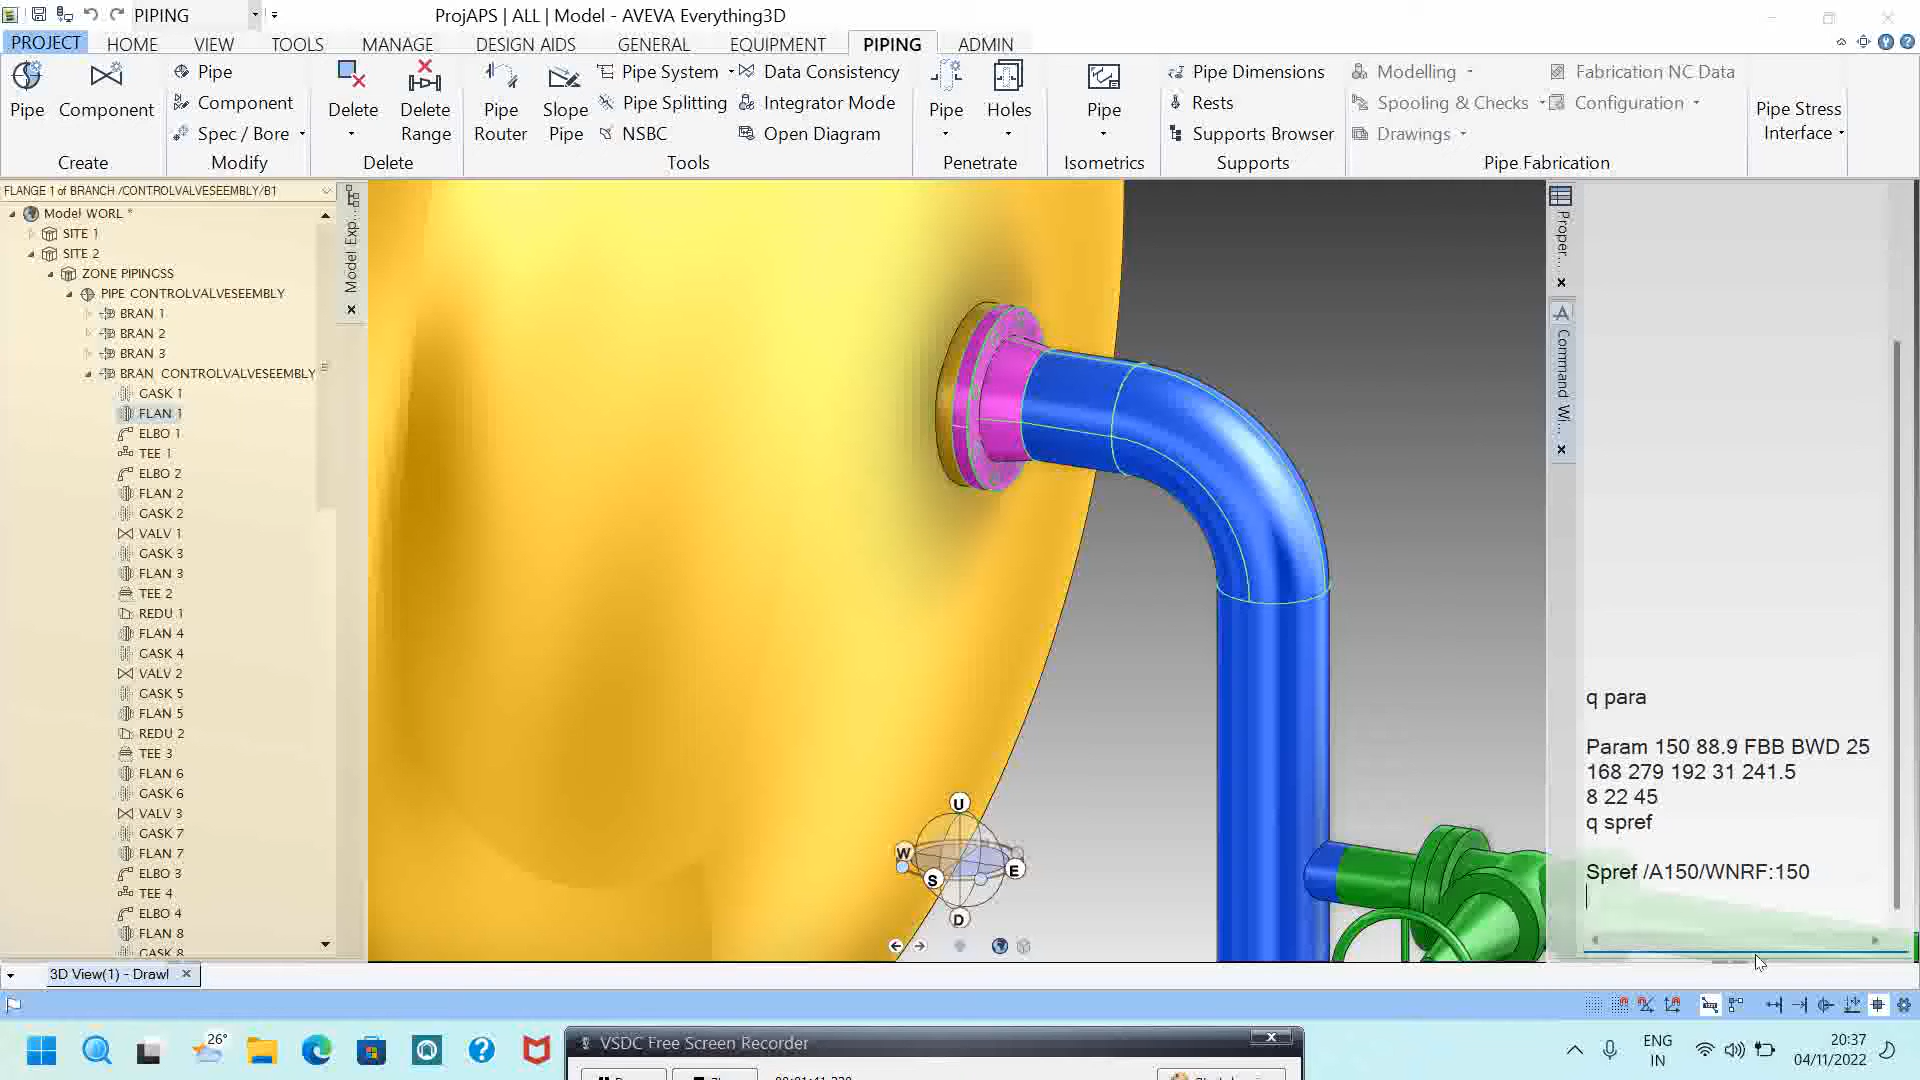 PIPING
ProjAPS | ALL | Model - AVEVA Everything3D
PROJECT HOME VIEW TOOLS MANAGE DESIGN AIDS GENERAL EQUIPMENT PIPING ADMIN
Pipe
Component
Create
Pipe
Component
Spec / Bore
Modify
Delete
Delete Range
Delete
Pipe Router
Slope Pipe
Pipe System
Pipe Splitting
NSBC
Data Consistency
Integrator Mode
Open Diagram
Tools
Pipe
Holes
Penetrate
Pipe
Isometrics
Pipe Dimensions
Rests
Supports Browser
Supports
Modelling
Spooling & Checks
Drawings
Fabrication NC Data
Configuration
Pipe Fabrication
Pipe Stress
Interface
FLANGE 1 of BRANCH /CONTROLVALVESEEMBLY/B1
Model WORL *
SITE 1
SITE 2
ZONE PIPINGSS
PIPE CONTROLVALVESEEMBLY
BRAN 1
BRAN 2
BRAN 3
BRAN CONTROLVALVESEEMBLY
GASK 1
FLAN 1
ELBO 1
TEE 1
ELBO 2
FLAN 2
GASK 2
VALV 1
GASK 3
FLAN 3
TEE 2
REDU 1
FLAN 4
GASK 4
VALV 2
GASK 5
FLAN 5
REDU 2
TEE 3
FLAN 6
GASK 6
VALV 3
GASK 7
FLAN 7
ELBO 3
TEE 4
ELBO 4
FLAN 8
GASK 8
Model Exp...
U
W
E
S
D
Proper...
Command Wi...
q para
Param 150 88.9 FBB BWD 25
168 279 192 31 241.5
8 22 45
q spref
Spref /A150/WNRF:150
3D View(1) - Drawl
26°
VSDC Free Screen Recorder
ENG
IN
20:37
04/11/2022